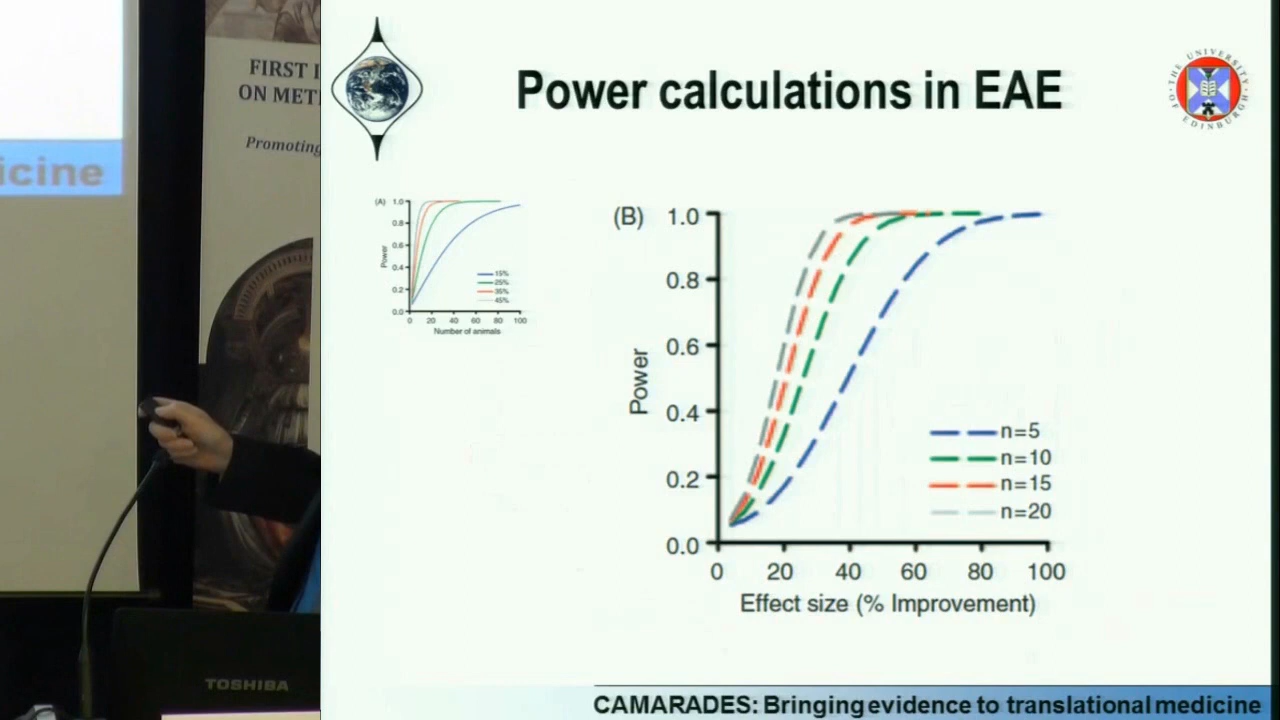 icine
FIRST I
ON METI
Promoting
TOSHIBA
Power calculations in EAE
THE UNIVERSITY OF EDINBURGH
(A)
1.0
0.8
0.6
0.4
0.2
0.0
Power
15%
25%
35%
45%
0 20 40 60 80 100
Number of animals
(B)
1.0
0.8
0.6
0.4
0.2
0.0
Power
n=5
n=10
n=15
n=20
0 20 40 60 80 100
Effect size (% Improvement)
CAMARADES: Bringing evidence to translational medicine